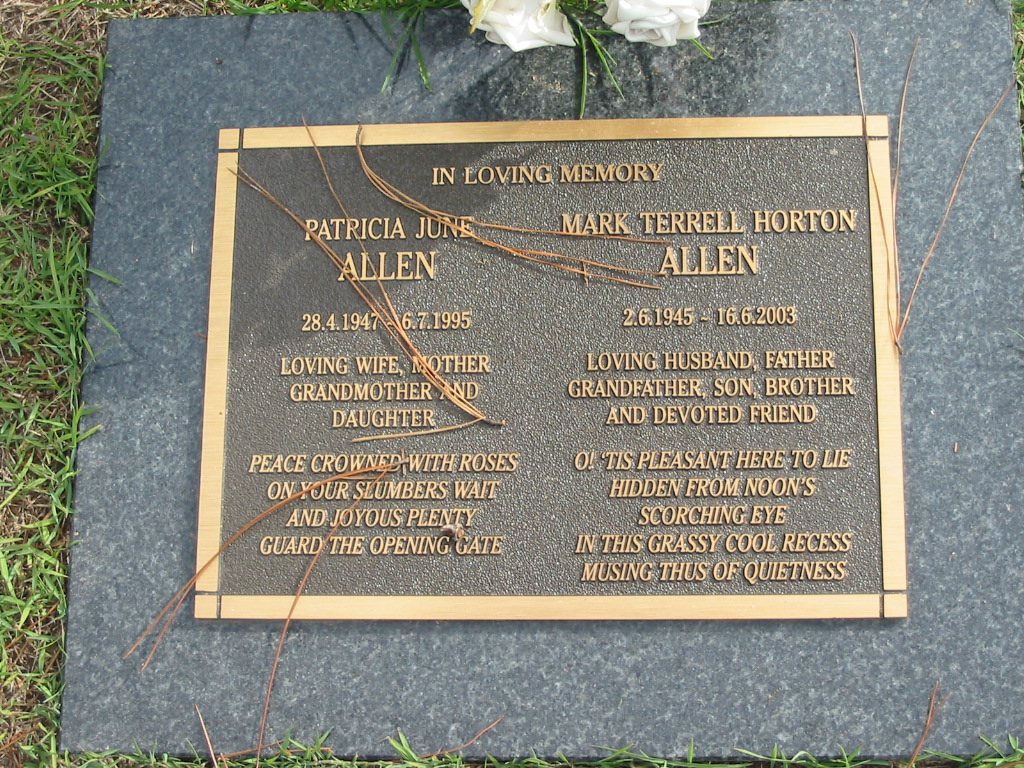 IN LOVING MEMORY
PATRICIA JUNE
ALLEN
28.4.1947 - 6.7.1995
LOVING WIFE, MOTHER
GRANDMOTHER AND
DAUGHTER
PEACE CROWNED WITH ROSES
ON YOUR SLUMBERS WAIT
AND JOYOUS PLENTY
GUARD THE OPENING GATE
MARK TERRELL HORTON
ALLEN
2.6.1945 - 16.6.2003
LOVING HUSBAND, FATHER
GRANDFATHER, SON, BROTHER
AND DEVOTED FRIEND
O! 'TIS PLEASANT HERE TO LIE
HIDDEN FROM NOON'S
SCORCHING EYE
IN THIS GRASSY COOL RECESS
MUSING THUS OF QUIETNESS